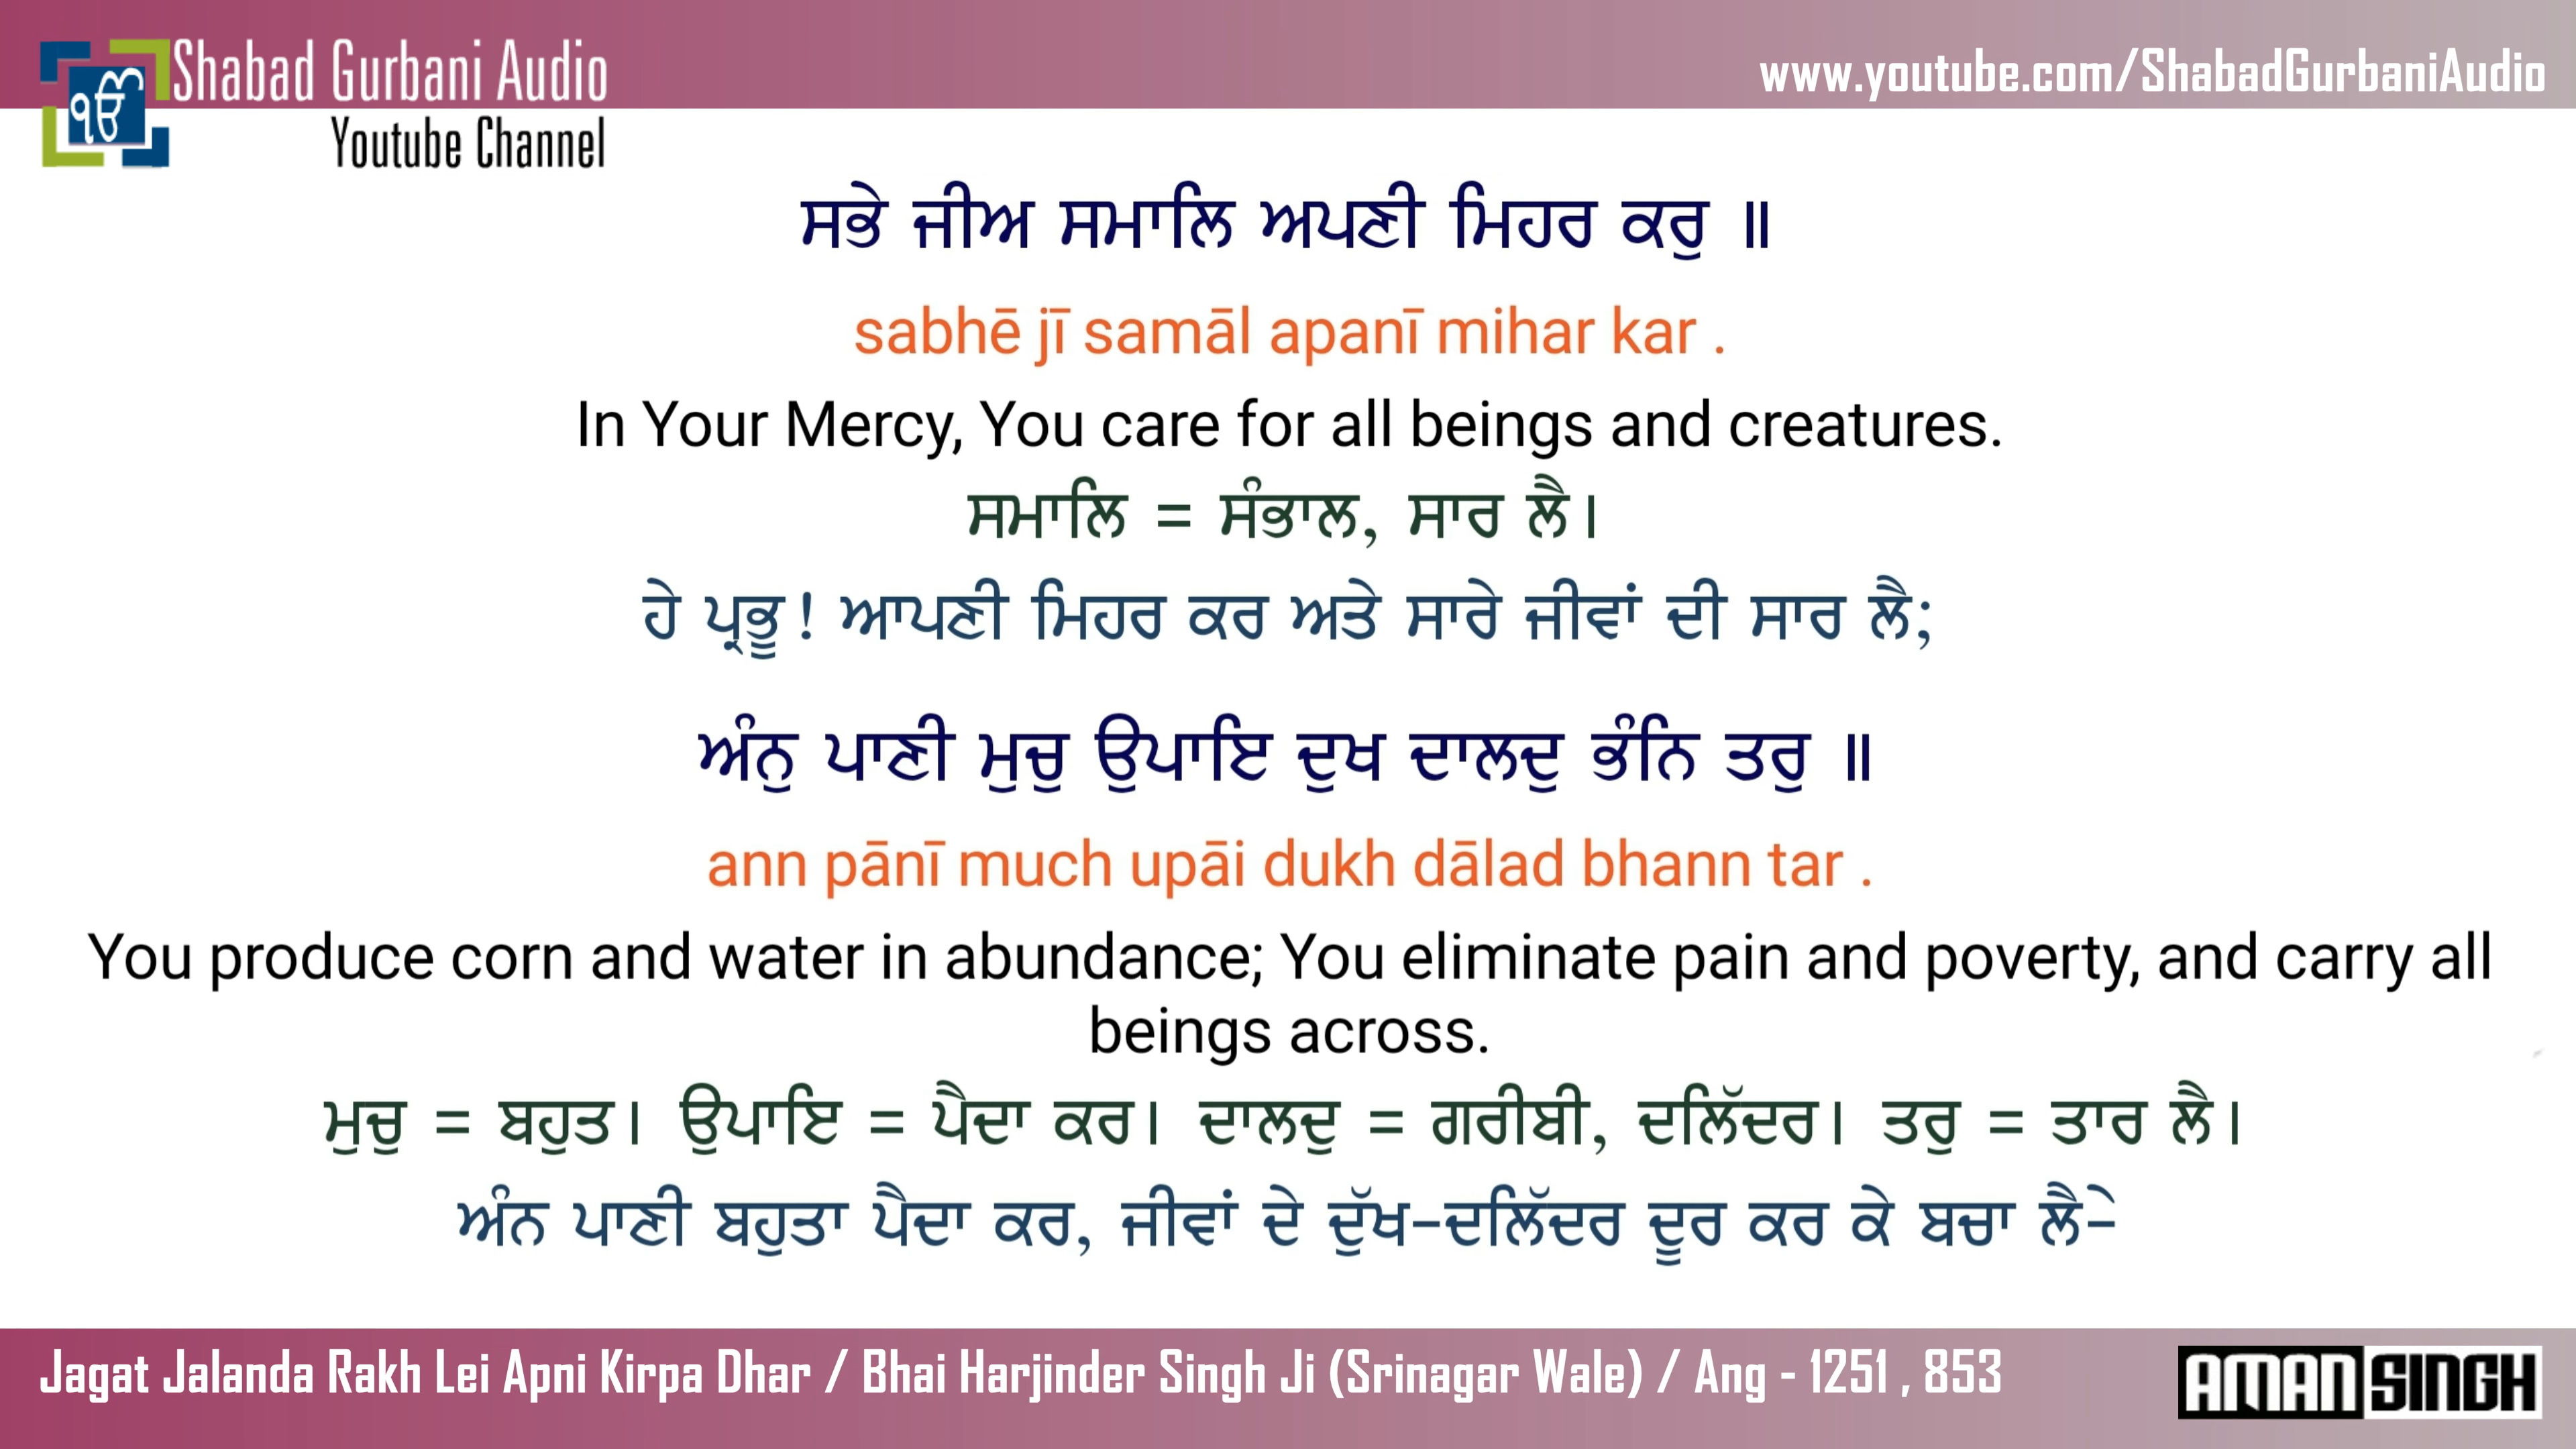 Shabad Gurbani Audio
www.youtube.com/ShabadGurbaniAudio
ੴ
Youtube Channel
ਸਭੇ ਜੀਅ ਸਮਾਲਿ ਅਪਣੀ ਮਿਹਰ ਕਰੁ ॥
sabhē jī samāl apanī mihar kar .
In Your Mercy, You care for all beings and creatures.
ਸਮਾਲਿ = ਸੰਭਾਲ, ਸਾਰ ਲੈ।
ਹੇ ਪ੍ਰਭੂ! ਆਪਣੀ ਮਿਹਰ ਕਰ ਅਤੇ ਸਾਰੇ ਜੀਵਾਂ ਦੀ ਸਾਰ ਲੈ;
ਅੰਨੁ ਪਾਣੀ ਮੁਚੁ ਉਪਾਇ ਦੁਖ ਦਾਲਦੁ ਭੰਨਿ ਤਰੁ ॥
ann pānī much upāi dukh dālad bhann tar .
You produce corn and water in abundance; You eliminate pain and poverty, and carry all
beings across.
ਮੁਚੁ = ਬਹੁਤ। ਉਪਾਇ = ਪੈਦਾ ਕਰ। ਦਾਲਦੁ = ਗਰੀਬੀ, ਦਲਿੱਦਰ। ਤਰੁ = ਤਾਰ ਲੈ।
ਅੰਨ ਪਾਣੀ ਬਹੁਤਾ ਪੈਦਾ ਕਰ, ਜੀਵਾਂ ਦੇ ਦੁੱਖ-ਦਲਿੱਦਰ ਦੂਰ ਕਰ ਕੇ ਬਚਾ ਲੈ-ੇ
Jagat Jalanda Rakh Lei Apni Kirpa Dhar / Bhai Harjinder Singh Ji (Srinagar Wale) / Ang - 1251 , 853
AMAN SINGH